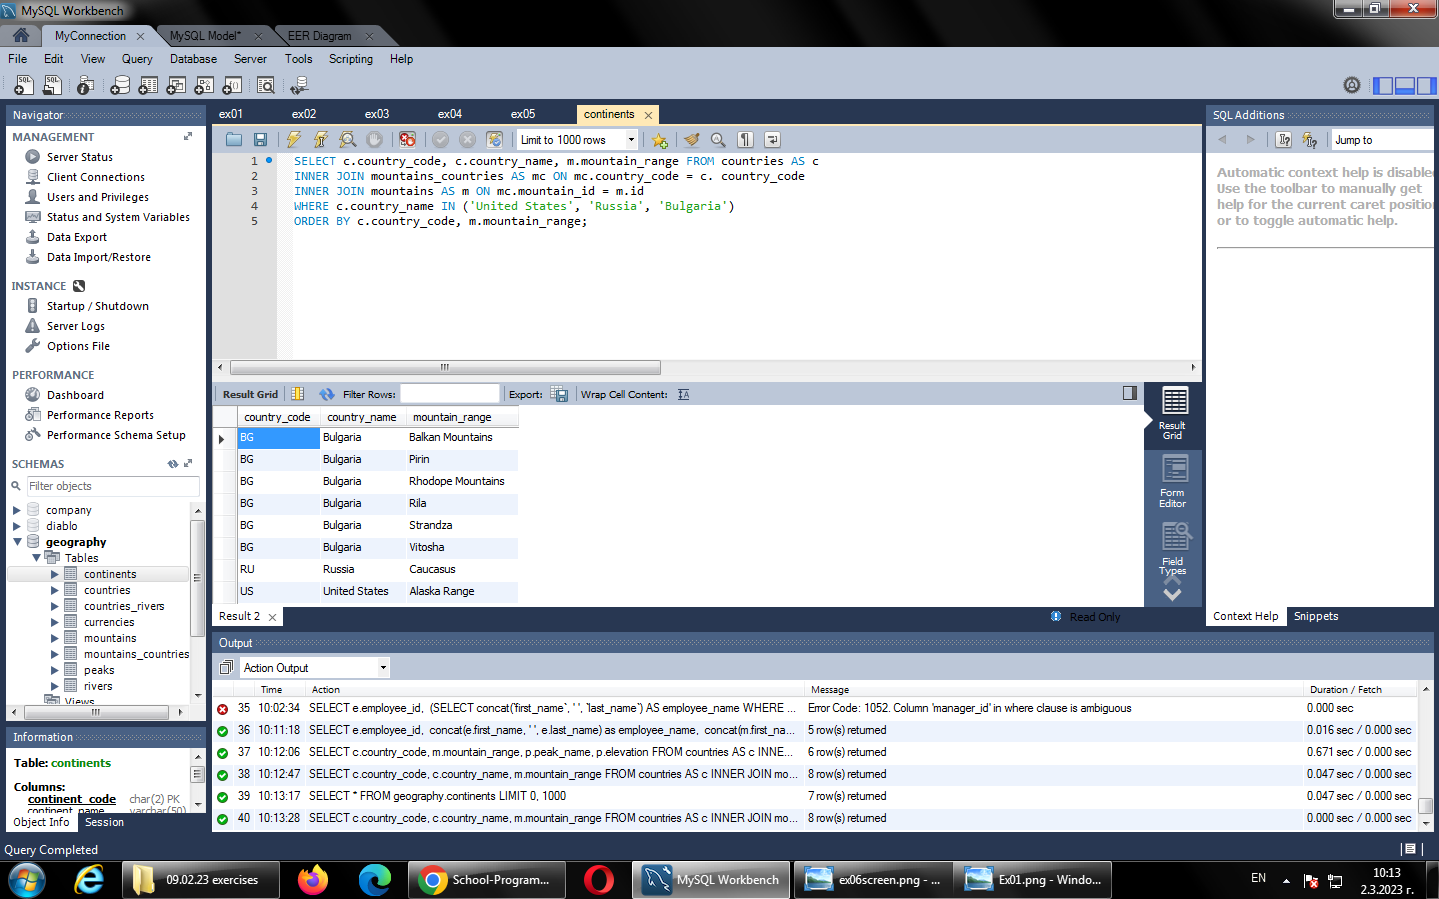 MySQL Workbench
MyConnection
MySQL Model*
EER Diagram
File Edit View Query Database Server Tools Scripting Help
Navigator
MANAGEMENT
Server Status
Client Connections
Users and Privileges
Status and System Variables
Data Export
Data Import/Restore
INSTANCE
Startup / Shutdown
Server Logs
Options File
PERFORMANCE
Dashboard
Performance Reports
Performance Schema Setup
SCHEMAS
Filter objects
company
diablo
geography
Tables
continents
countries
countries_rivers
currencies
mountains
mountains_countries
peaks
rivers
Views
Information
Table: continents
Columns:
continent_code char(2) PK
continent_name varchar(50)
Object Info Session
ex01 ex02 ex03 ex04 ex05 continents
Limit to 1000 rows
1 SELECT c.country_code, c.country_name, m.mountain_range FROM countries AS c
2 INNER JOIN mountains_countries AS mc ON mc.country_code = c. country_code
3 INNER JOIN mountains AS m ON mc.mountain_id = m.id
4 WHERE c.country_name IN ('United States', 'Russia', 'Bulgaria')
5 ORDER BY c.country_code, m.mountain_range;
Result Grid Filter Rows: Export: Wrap Cell Content:
country_code country_name mountain_range
BG Bulgaria Balkan Mountains
BG Bulgaria Pirin
BG Bulgaria Rhodope Mountains
BG Bulgaria Rila
BG Bulgaria Strandza
BG Bulgaria Vitosha
RU Russia Caucasus
US United States Alaska Range
Result
Grid
Form
Editor
Field
Types
Result 2
Read Only
SQL Additions
Jump to
Automatic context help is disabled
Use the toolbar to manually get
help for the current caret position
or to toggle automatic help.
Context Help Snippets
Output
Action Output
Time Action Message Duration / Fetch
35 10:02:34 SELECT e.employee_id, (SELECT concat(`first_name`, ' ', `last_name`) AS employee_name WHERE ... Error Code: 1052. Column 'manager_id' in where clause is ambiguous 0.000 sec
36 10:11:18 SELECT e.employee_id, concat(e.first_name, ' ', e.last_name) as employee_name, concat(m.first_na... 5 row(s) returned 0.016 sec / 0.000 sec
37 10:12:06 SELECT c.country_code, m.mountain_range, p.peak_name, p.elevation FROM countries AS c INNE... 6 row(s) returned 0.671 sec / 0.000 sec
38 10:12:47 SELECT c.country_code, c.country_name, m.mountain_range FROM countries AS c INNER JOIN mo... 8 row(s) returned 0.047 sec / 0.000 sec
39 10:13:17 SELECT * FROM geography.continents LIMIT 0, 1000 7 row(s) returned 0.047 sec / 0.000 sec
40 10:13:28 SELECT c.country_code, c.country_name, m.mountain_range FROM countries AS c INNER JOIN mo... 8 row(s) returned 0.000 sec / 0.000 sec
Query Completed
09.02.23 exercises
School-Program...
MySQL Workbench
ex06screen.png - ...
Ex01.png - Windo...
EN
10:13
2.3.2023 г.